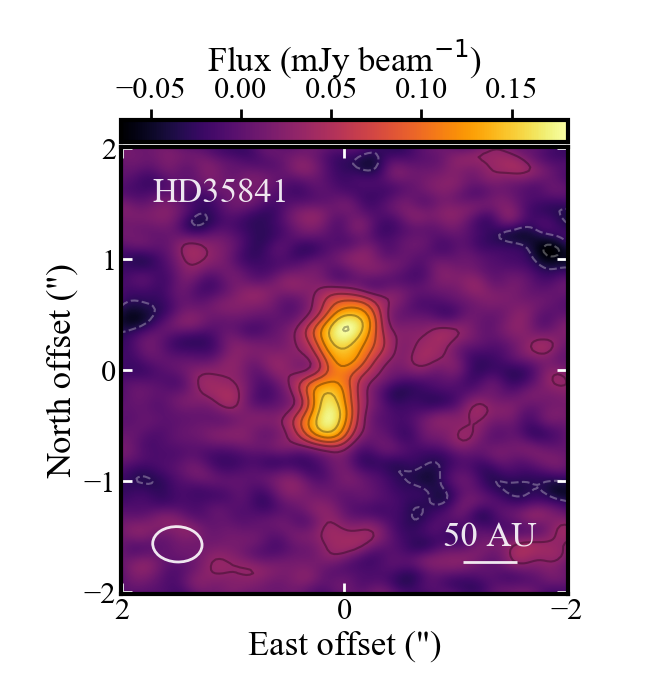 Flux (mJy beam⁻¹)
−0.05 0.00 0.05 0.10 0.15
HD35841
2
1
0
−1
−2
North offset (")
50 AU
2 0 −2
East offset (")